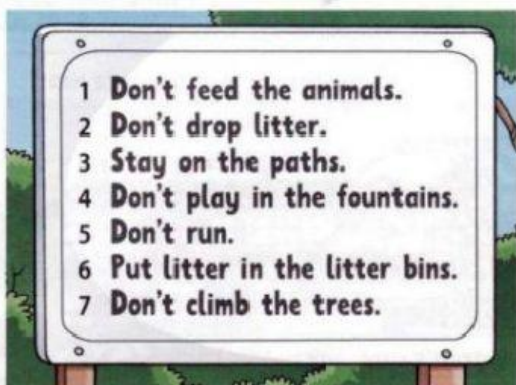 1 Don't feed the animals.
2 Don't drop litter.
3 Stay on the paths.
4 Don't play in the fountains.
5 Don't run.
6 Put litter in the litter bins.
7 Don't climb the trees.